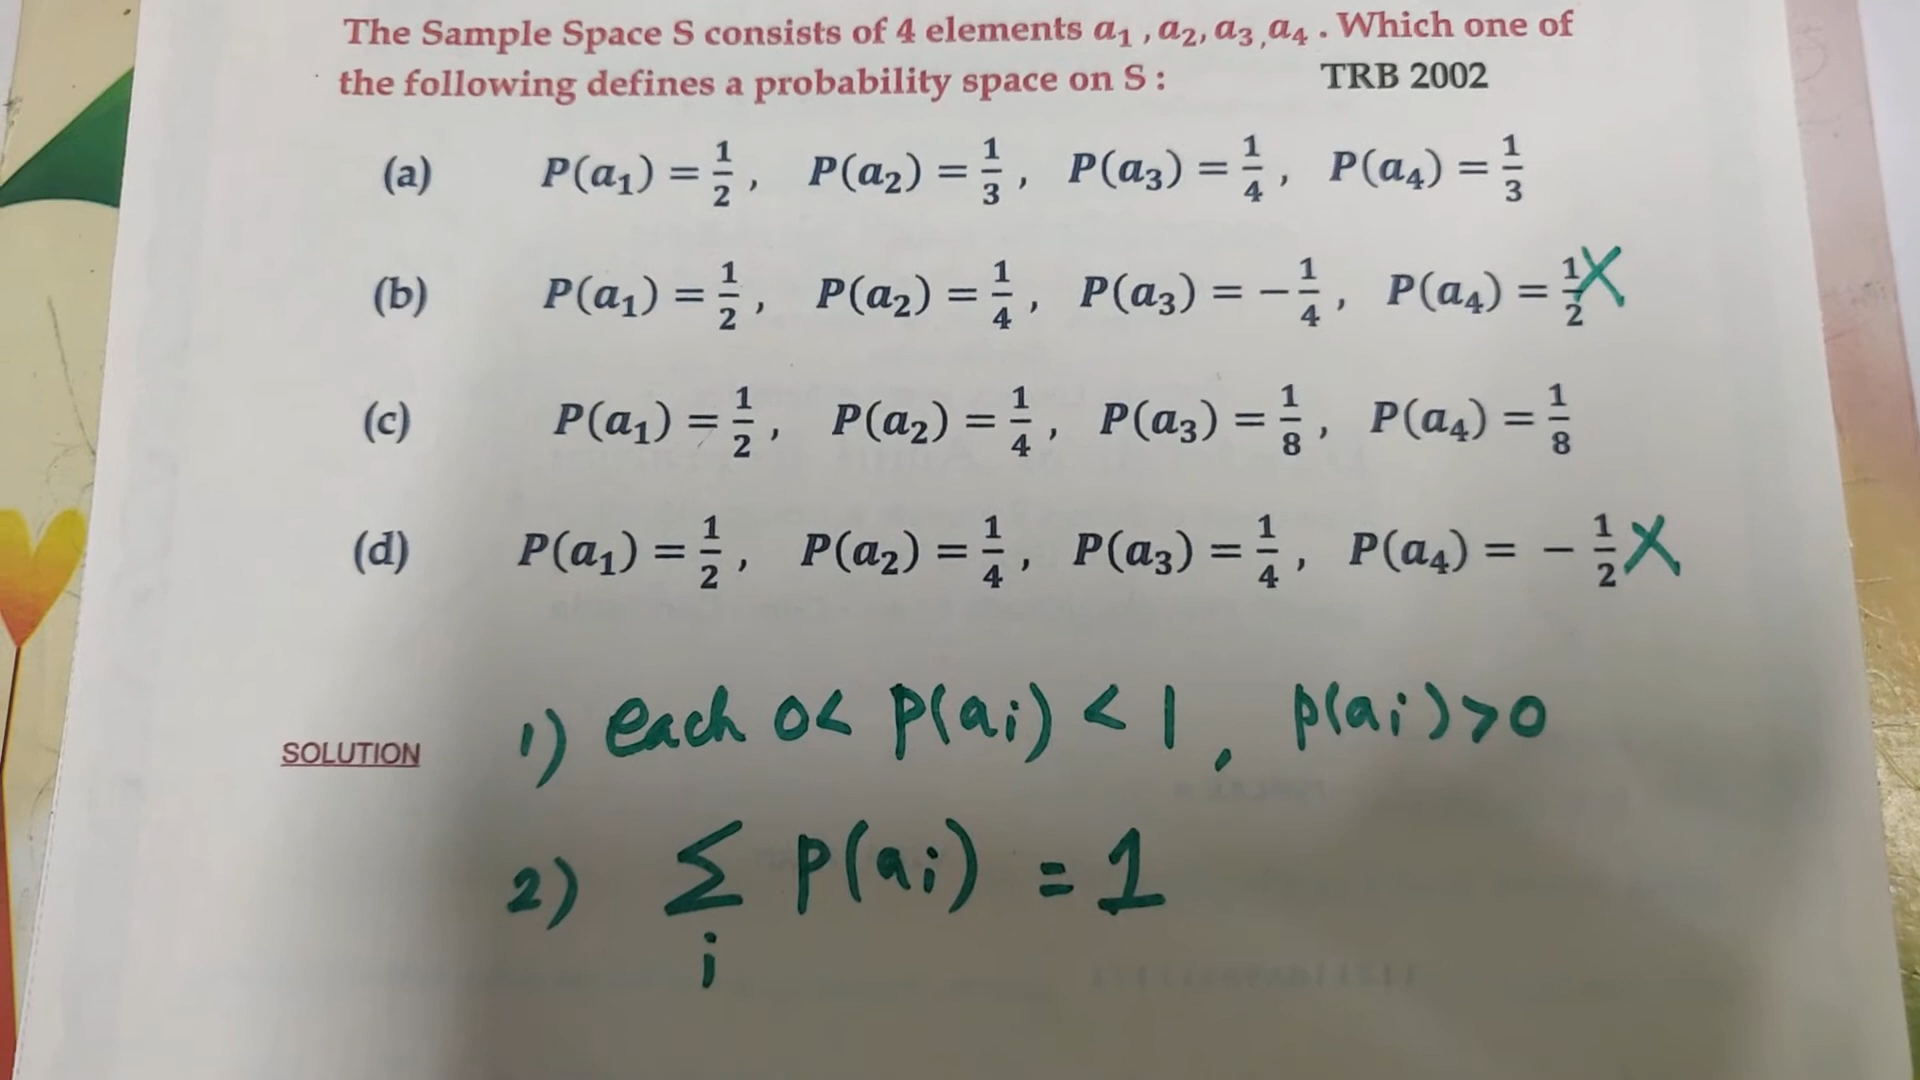 The Sample Space S consists of 4 elements a₁ , a₂, a₃ ,a₄ . Which one of
the following defines a probability space on S : TRB 2002
(a) P(a₁) = 1/2 , P(a₂) = 1/3 , P(a₃) = 1/4 , P(a₄) = 1/3
(b) P(a₁) = 1/2 , P(a₂) = 1/4 , P(a₃) = −1/4 , P(a₄) = 1/2 X
(c) P(a₁) = 1/2 , P(a₂) = 1/4 , P(a₃) = 1/8 , P(a₄) = 1/8
(d) P(a₁) = 1/2 , P(a₂) = 1/4 , P(a₃) = 1/4 , P(a₄) = − 1/2 X
SOLUTION 1) each 0< P(ai) < 1 , P(ai) >0
2) Σ P(ai) = 1
i